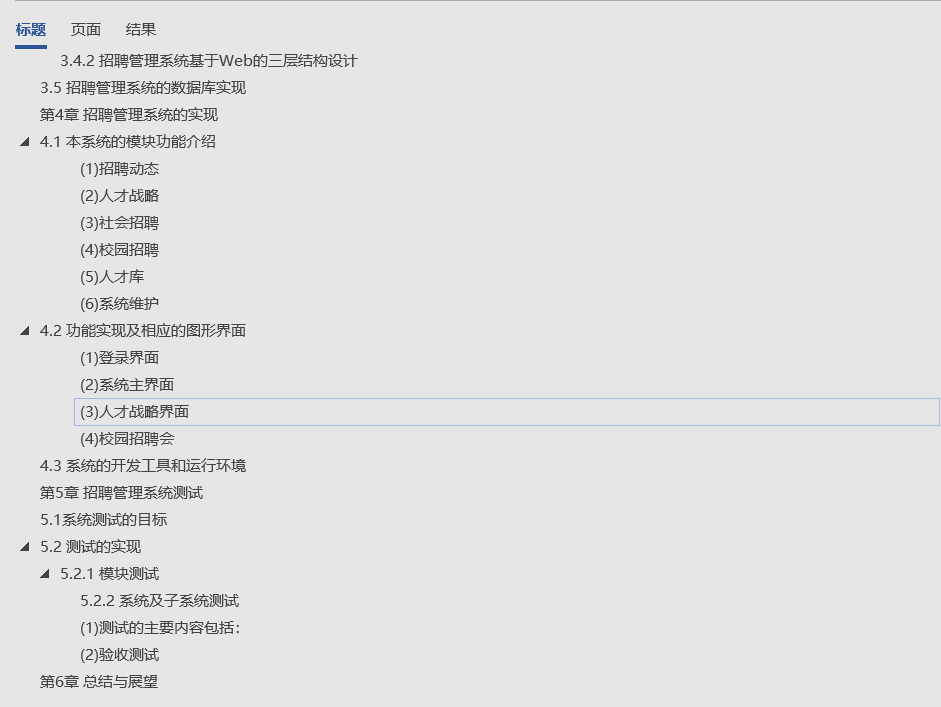 标题 页面 结果
3.4.2 招聘管理系统基于Web的三层结构设计
3.5 招聘管理系统的数据库实现
第4章 招聘管理系统的实现
4.1 本系统的模块功能介绍
(1)招聘动态
(2)人才战略
(3)社会招聘
(4)校园招聘
(5)人才库
(6)系统维护
4.2 功能实现及相应的图形界面
(1)登录界面
(2)系统主界面
(3)人才战略界面
(4)校园招聘会
4.3 系统的开发工具和运行环境
第5章 招聘管理系统测试
5.1系统测试的目标
5.2 测试的实现
5.2.1 模块测试
5.2.2 系统及子系统测试
(1)测试的主要内容包括：
(2)验收测试
第6章 总结与展望